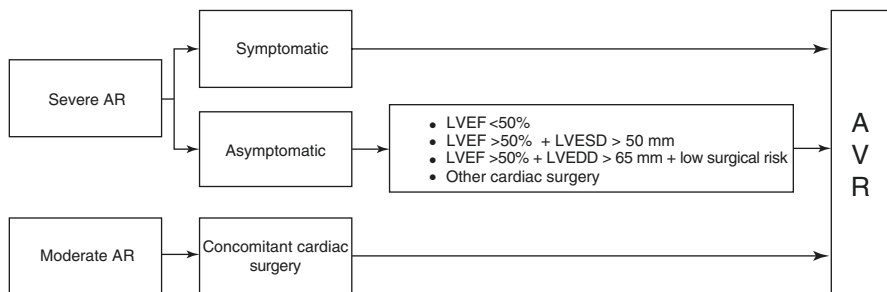 Severe AR
Symptomatic
Asymptomatic
• LVEF <50%
• LVEF >50% + LVESD > 50 mm
• LVEF >50% + LVEDD > 65 mm + low surgical risk
• Other cardiac surgery
Moderate AR
Concomitant cardiac
surgery
A
V
R